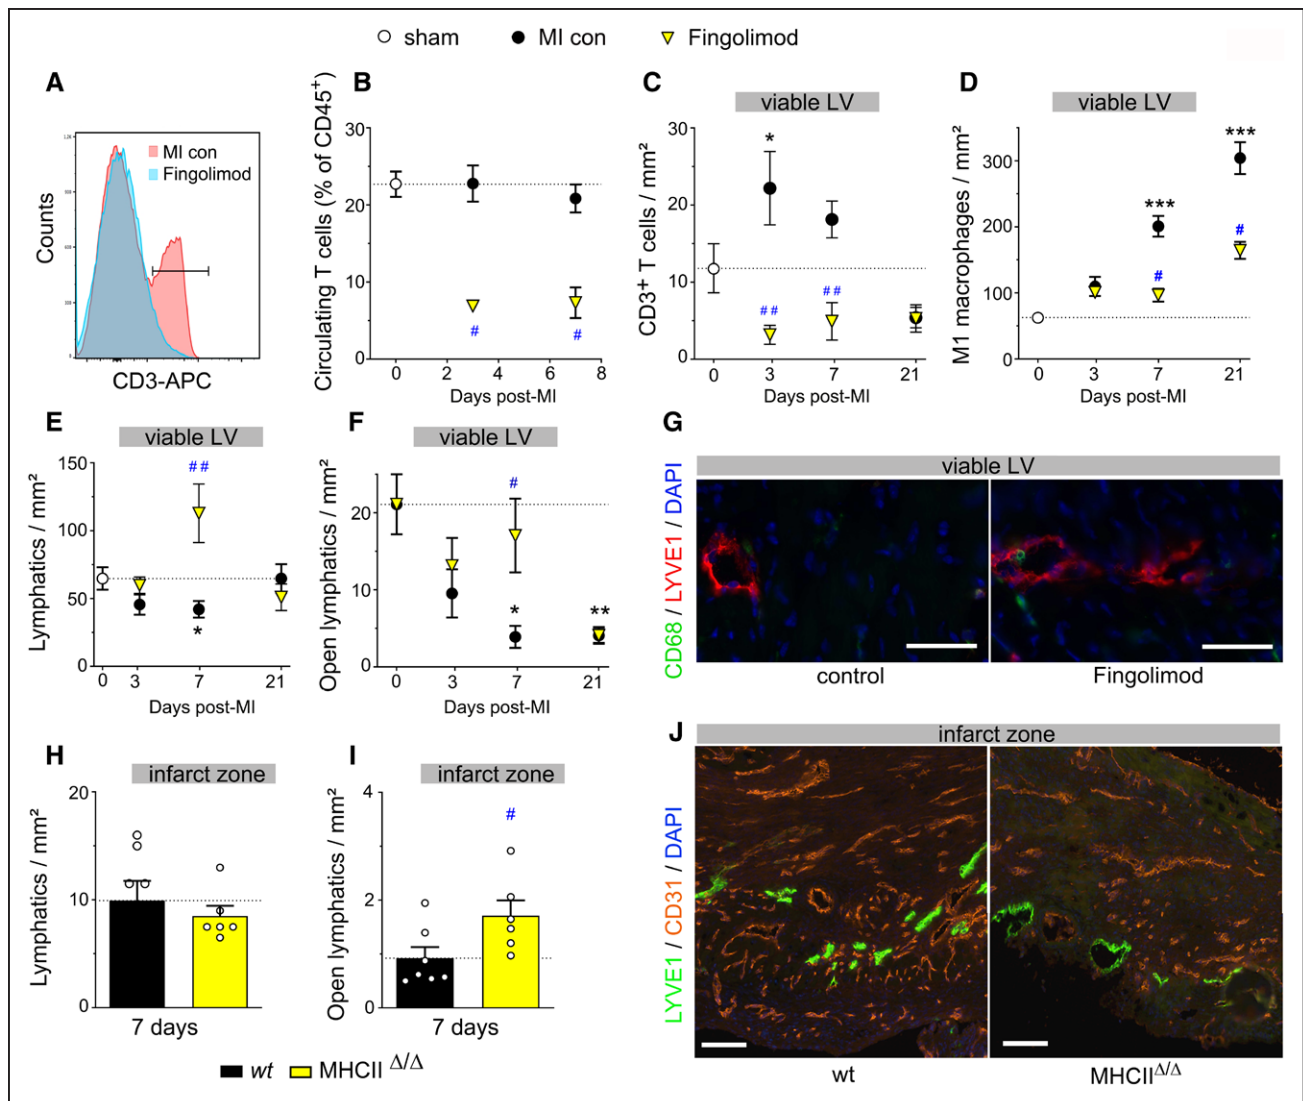 sham MI con Fingolimod
A
MI con
Fingolimod
Counts
CD3-APC
B
Circulating T cells (% of CD45+)
30
20
10
0
#
#
0 2 4 6 8
Days post-MI
C
viable LV
CD3+ T cells / mm²
30
20
10
0
*
##
##
0 3 7 21
Days post-MI
D
viable LV
M1 macrophages / mm²
300
200
100
0
***
***
#
#
0 3 7 21
Days post-MI
E
viable LV
Lymphatics / mm²
150
100
50
0
##
*
0 3 7 21
Days post-MI
F
viable LV
Open lymphatics / mm²
20
10
0
#
*
**
0 3 7 21
Days post-MI
G
viable LV
CD68 / LYVE1 / DAPI
control Fingolimod
H
infarct zone
Lymphatics / mm²
20
10
0
7 days
I
infarct zone
Open lymphatics / mm²
4
2
0
#
7 days
wt MHCII Δ/Δ
J
infarct zone
LYVE1 / CD31 / DAPI
wt MHCIIΔ/Δ